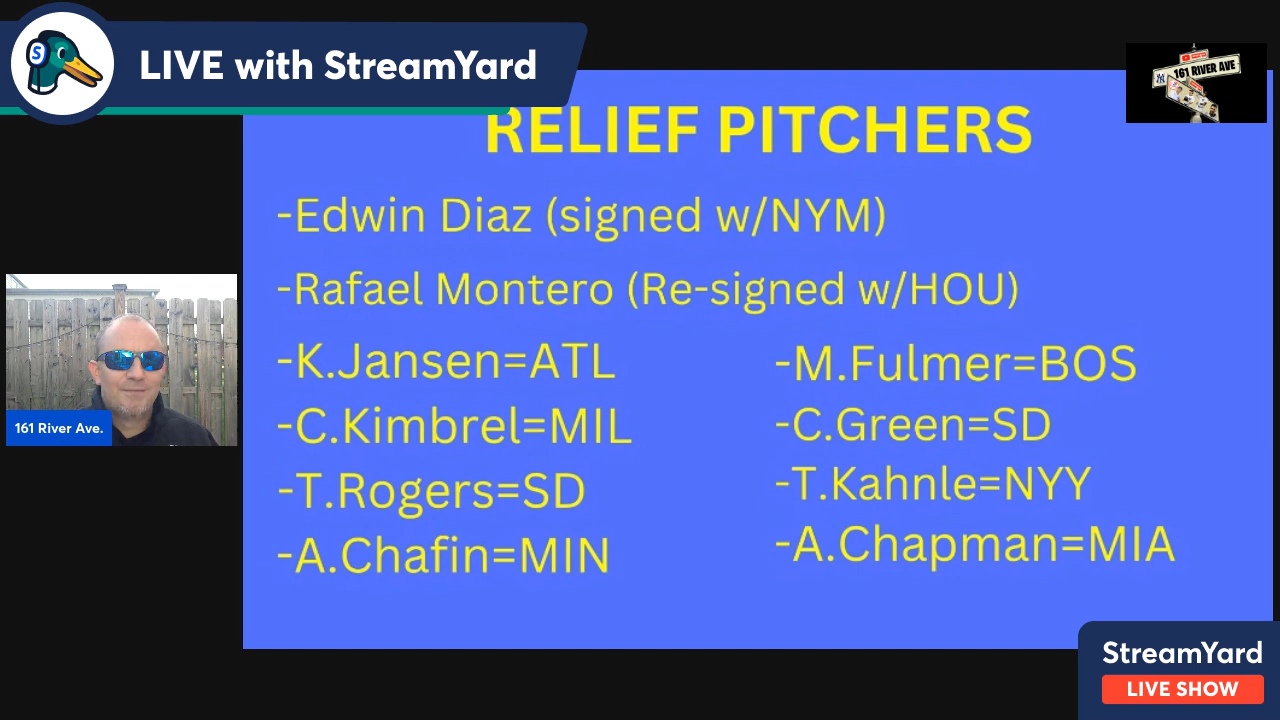 S
LIVE with StreamYard
161 RIVER AVE
RELIEF PITCHERS
-Edwin Diaz (signed w/NYM)
-Rafael Montero (Re-signed w/HOU)
-K.Jansen=ATL
-C.Kimbrel=MIL
-T.Rogers=SD
-A.Chafin=MIN
-M.Fulmer=BOS
-C.Green=SD
-T.Kahnle=NYY
-A.Chapman=MIA
161 River Ave.
StreamYard
LIVE SHOW